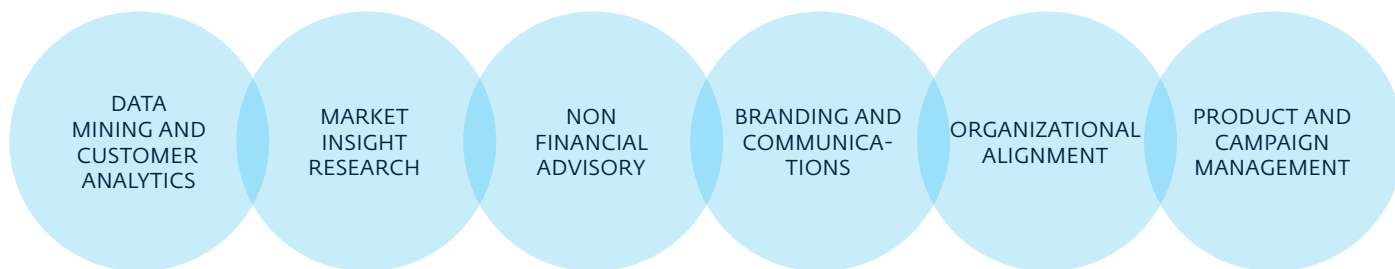 DATA
MINING AND
CUSTOMER
ANALYTICS
MARKET
INSIGHT
RESEARCH
NON
FINANCIAL
ADVISORY
BRANDING AND
COMMUNICA-
TIONS
ORGANIZATIONAL
ALIGNMENT
PRODUCT AND
CAMPAIGN
MANAGEMENT